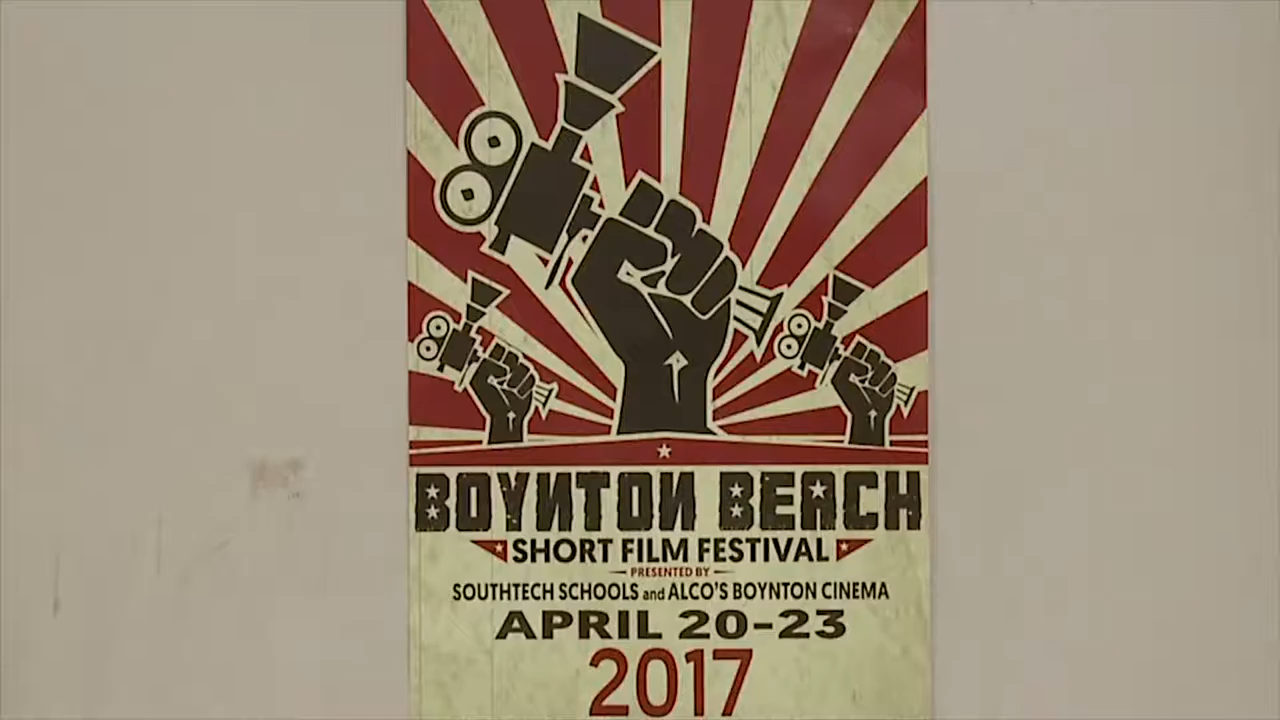 BOYNTON BEACH
SHORT FILM FESTIVAL
PRESENTED BY
SOUTHTECH SCHOOLS and ALCO'S BOYNTON CINEMA
APRIL 20-23
2017